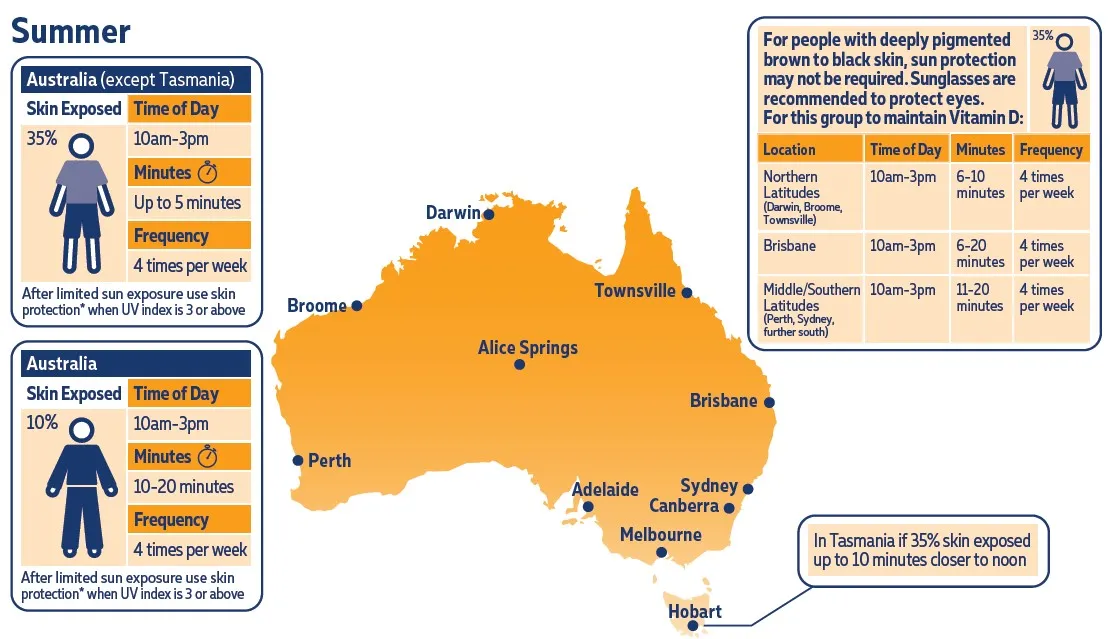 Summer
Australia (except Tasmania)
Skin Exposed
Time of Day
35%
10am-3pm
Minutes
Up to 5 minutes
Frequency
4 times per week
After limited sun exposure use skin
protection* when UV index is 3 or above
Australia
Skin Exposed
Time of Day
10%
10am-3pm
Minutes
10-20 minutes
Frequency
4 times per week
After limited sun exposure use skin
protection* when UV index is 3 or above
Darwin
Broome
Townsville
Alice Springs
Brisbane
Perth
Adelaide
Sydney
Canberra
Melbourne
Hobart
For people with deeply pigmented
brown to black skin, sun protection
may not be required. Sunglasses are
recommended to protect eyes.
For this group to maintain Vitamin D:
35%
Location
Time of Day
Minutes
Frequency
Northern
Latitudes
(Darwin, Broome,
Townsville)
10am-3pm
6-10
minutes
4 times
per week
Brisbane
10am-3pm
6-20
minutes
4 times
per week
Middle/Southern
Latitudes
(Perth, Sydney,
further south)
10am-3pm
11-20
minutes
4 times
per week
In Tasmania if 35% skin exposed
up to 10 minutes closer to noon